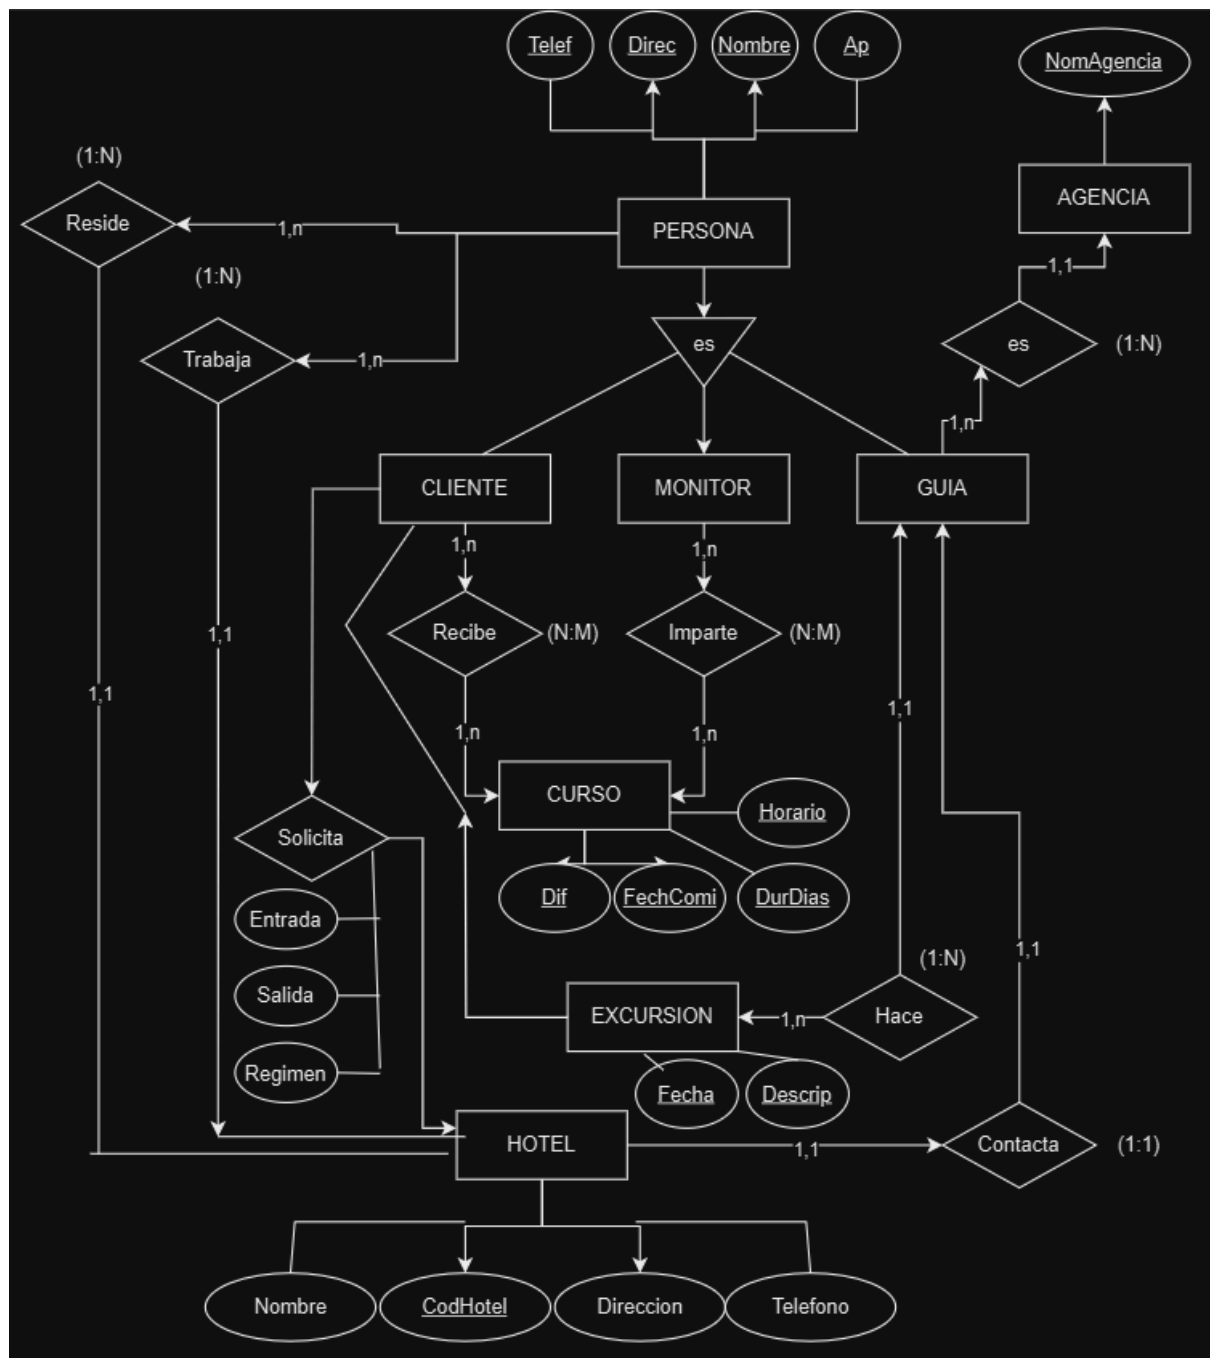 Telef
Direc
Nombre
Ap
NomAgencia
(1:N)
AGENCIA
Reside
1,n
PERSONA
1,1
(1:N)
Trabaja
1,n
es
es
(1:N)
1,n
CLIENTE
MONITOR
GUIA
1,n
1,n
1,1
Recibe
(N:M)
Imparte
(N:M)
1,1
1,n
1,n
1,1
CURSO
Horario
Solicita
Dif
FechComi
DurDias
Entrada
1,1
(1:N)
Salida
EXCURSION
1,n
Hace
Regimen
Fecha
Descrip
HOTEL
1,1
Contacta
(1:1)
Nombre
CodHotel
Direccion
Telefono